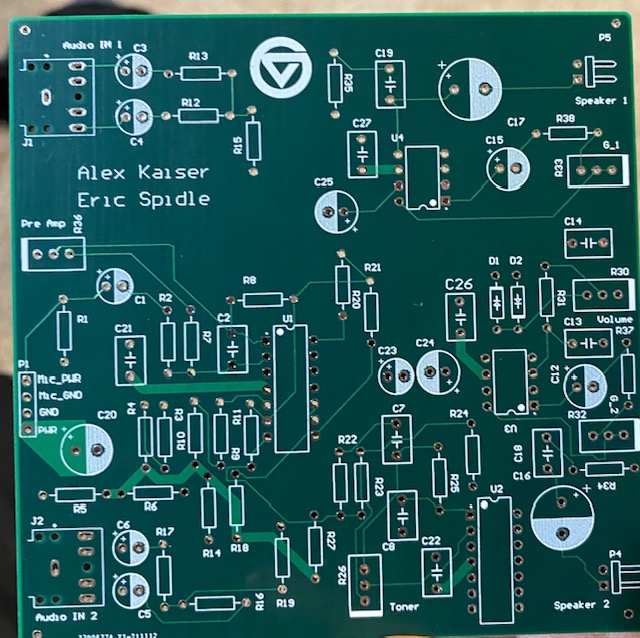 Audio IN 1
C3
R13
C19
P5
R35
Speaker 1
R12
C4
J1
R15
C27
U4
C17
R38
C15
G_1
R33
Alex Kaiser
Eric Spidle
C25
Pre Amp
R36
C14
R21
D1 D2
C1
R2
R8
R20
C26
R31
R30
Volume
R1
C21
R7
C2
U1
C13
R37
P1
Mic_PWR
Mic_GND
GND
PWR
C23
C24
C12
G_2
C20
R4
R3
R10
R11
R9
C7
R24
U3
R32
R22
C16
R34
R5
R6
R23
R25
U2
J2
C6
R17
R14
R18
R27
C8
C22
R26
P4
Audio IN 2
C5
R16
R19
Toner
Speaker 2